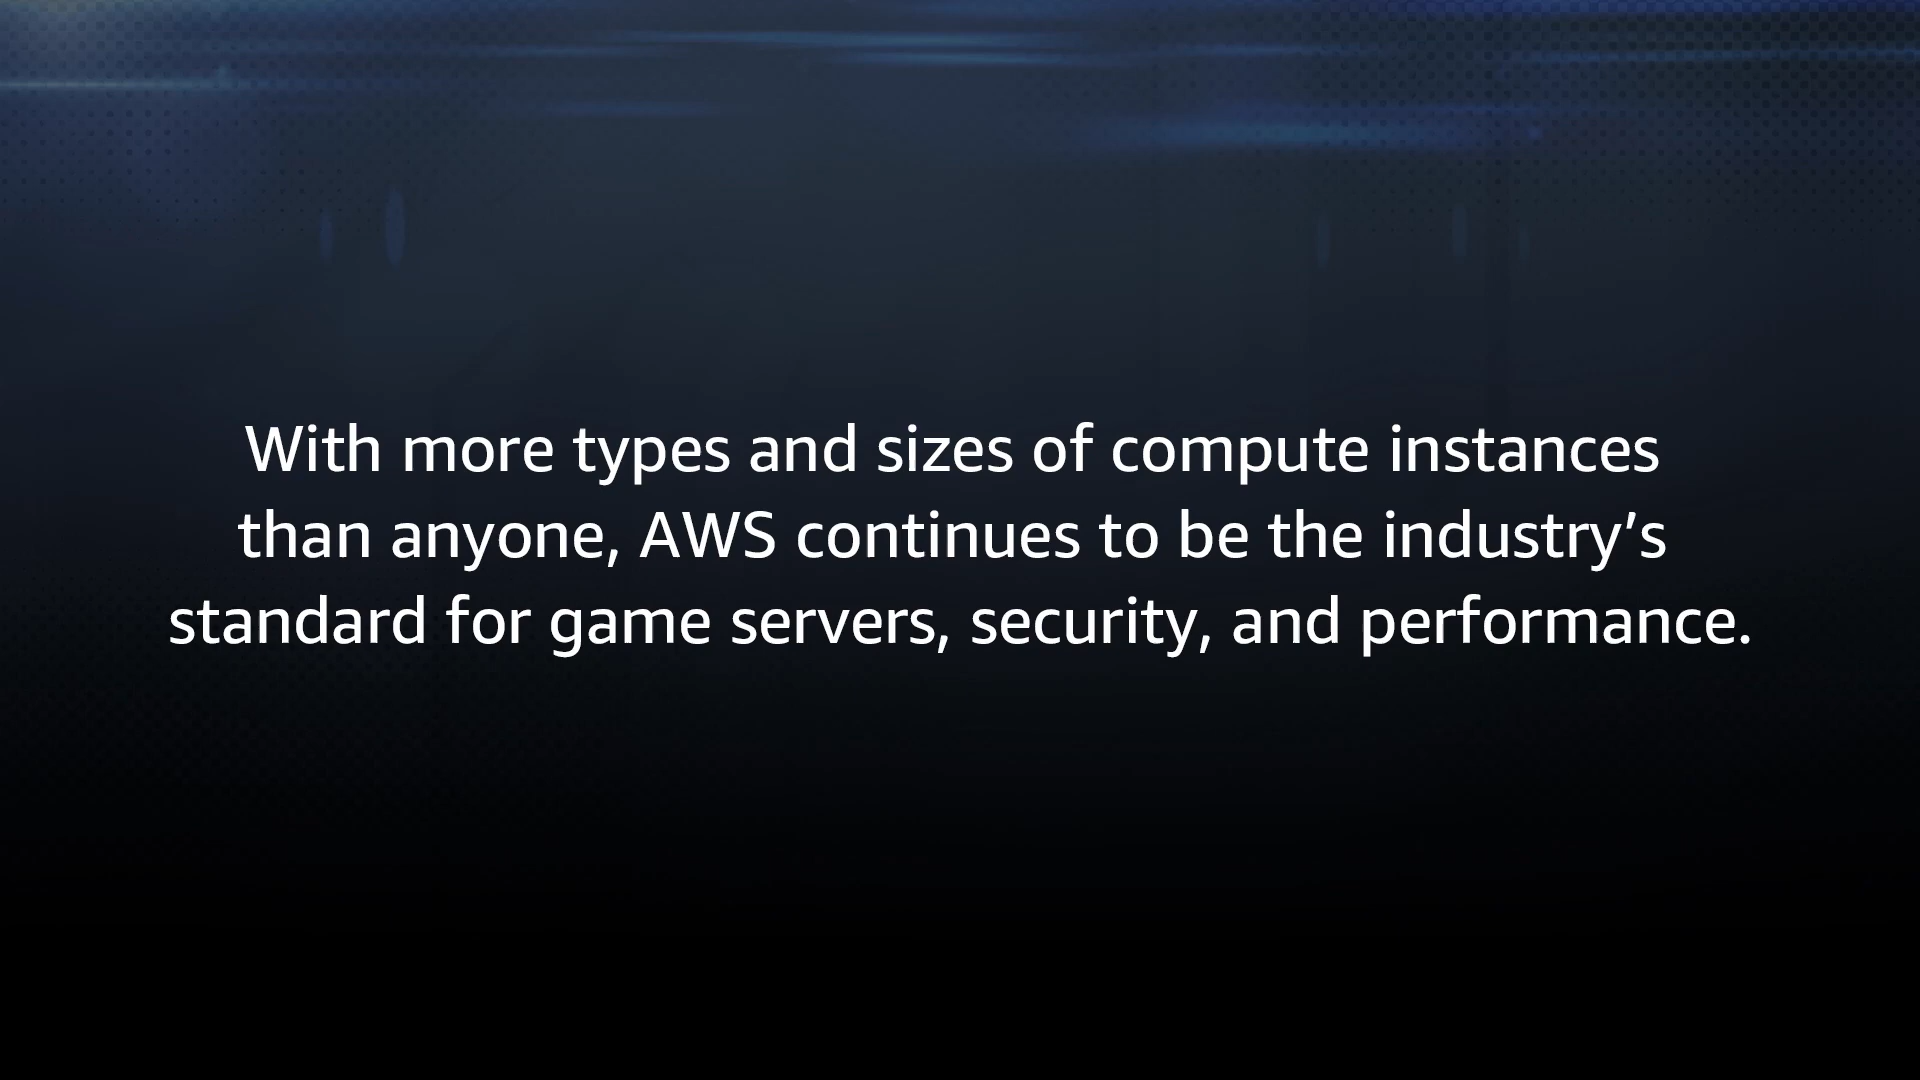 With more types and sizes of compute instances
than anyone, AWS continues to be the industry’s
standard for game servers, security, and performance.